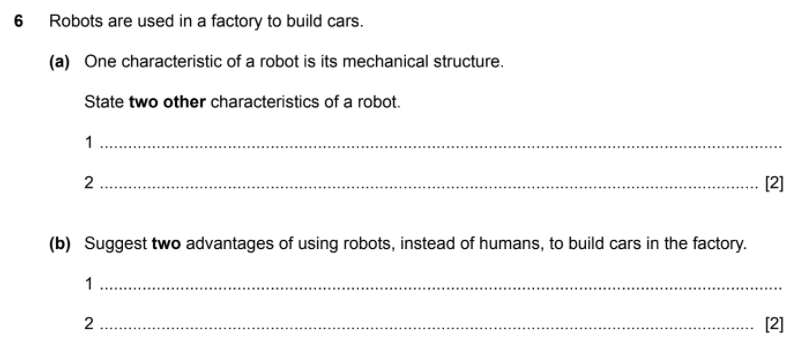 6 Robots are used in a factory to build cars.
(a) One characteristic of a robot is its mechanical structure.
State two other characteristics of a robot.
1 ........................................................................................................................................
2 ................................................................................................................................... [2]
(b) Suggest two advantages of using robots, instead of humans, to build cars in the factory.
1 ........................................................................................................................................
2 ................................................................................................................................... [2]